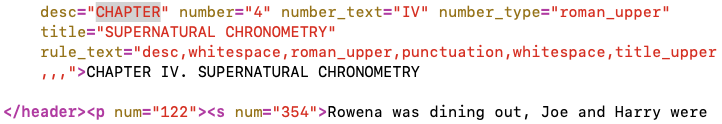 desc="CHAPTER" number="4" number_text="IV" number_type="roman_upper"
title="SUPERNATURAL CHRONOMETRY"
rule_text="desc,whitespace,roman_upper,punctuation,whitespace,title_upper
,,,">CHAPTER IV. SUPERNATURAL CHRONOMETRY
</header><p num="122"><s num="354">Rowena was dining out, Joe and Harry were